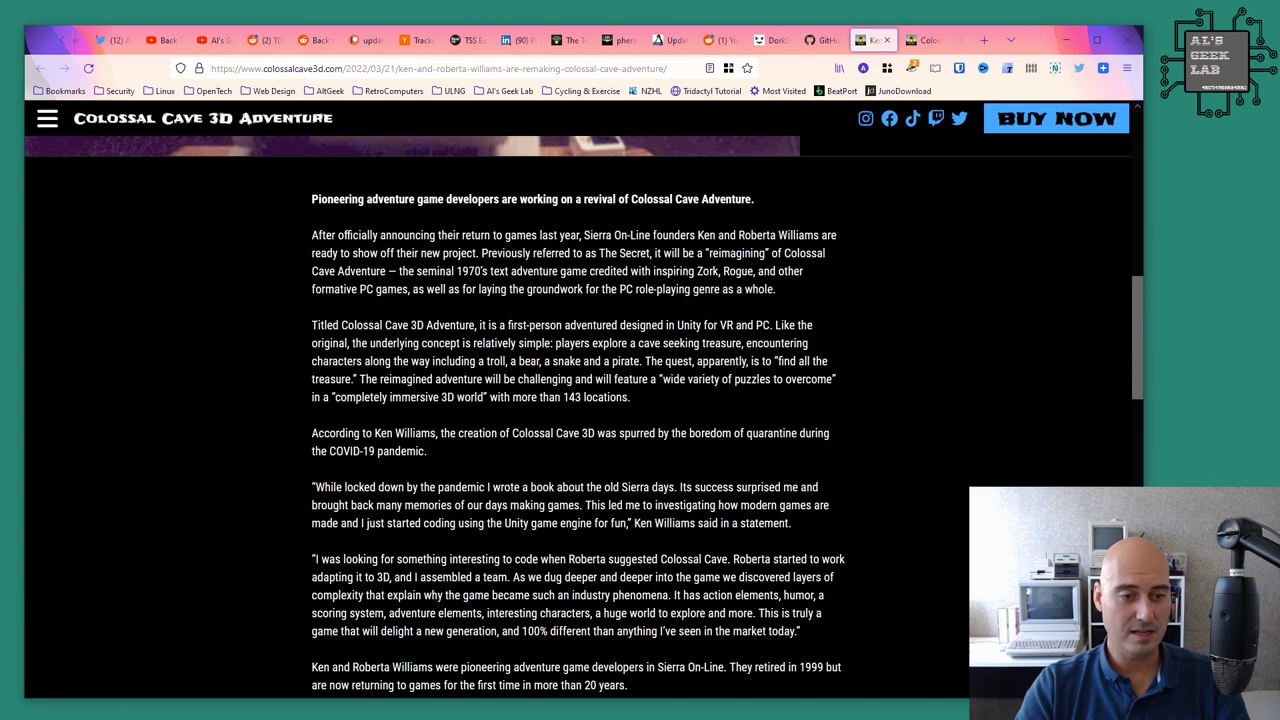 AL'S
GEEK
LAB
(12) A
Back
Al's G
(2) TD
Back t
updat
Track
TSS E
(90)
The T
phen
Updat
(1) Yo
DorkS
GitHu
Ken
Colos
https://www.colossalcave3d.com/2022/03/21/ken-and-roberta-williams-are-remaking-colossal-cave-adventure/
Bookmarks Security Linux OpenTech Web Design AltGeek RetroComputers ULNG Al's Geek Lab Cycling & Exercise NZHL Tridactyl Tutorial Most Visited BeatPort JunoDownload
COLOSSAL CAVE 3D ADVENTURE
BUY NOW
Pioneering adventure game developers are working on a revival of Colossal Cave Adventure.
After officially announcing their return to games last year, Sierra On-Line founders Ken and Roberta Williams are
ready to show off their new project. Previously referred to as The Secret, it will be a “reimagining” of Colossal
Cave Adventure — the seminal 1970’s text adventure game credited with inspiring Zork, Rogue, and other
formative PC games, as well as for laying the groundwork for the PC role-playing genre as a whole.
Titled Colossal Cave 3D Adventure, it is a first-person adventured designed in Unity for VR and PC. Like the
original, the underlying concept is relatively simple: players explore a cave seeking treasure, encountering
characters along the way including a troll, a bear, a snake and a pirate. The quest, apparently, is to “find all the
treasure.” The reimagined adventure will be challenging and will feature a “wide variety of puzzles to overcome”
in a “completely immersive 3D world” with more than 143 locations.
According to Ken Williams, the creation of Colossal Cave 3D was spurred by the boredom of quarantine during
the COVID-19 pandemic.
“While locked down by the pandemic I wrote a book about the old Sierra days. Its success surprised me and
brought back many memories of our days making games. This led me to investigating how modern games are
made and I just started coding using the Unity game engine for fun,” Ken Williams said in a statement.
“I was looking for something interesting to code when Roberta suggested Colossal Cave. Roberta started to work
adapting it to 3D, and I assembled a team. As we dug deeper and deeper into the game we discovered layers of
complexity that explain why the game became such an industry phenomena. It has action elements, humor, a
scoring system, adventure elements, interesting characters, a huge world to explore and more. This is truly a
game that will delight a new generation, and 100% different than anything I’ve seen in the market today.”
Ken and Roberta Williams were pioneering adventure game developers in Sierra On-Line. They retired in 1999 but
are now returning to games for the first time in more than 20 years.